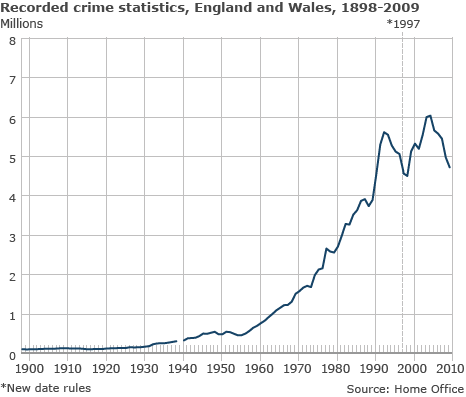 Recorded crime statistics, England and Wales, 1898-2009
Millions *1997
8
7
6
5
4
3
2
1
0
1900 1910 1920 1930 1940 1950 1960 1970 1980 1990 2000 2010
*New date rules Source: Home Office